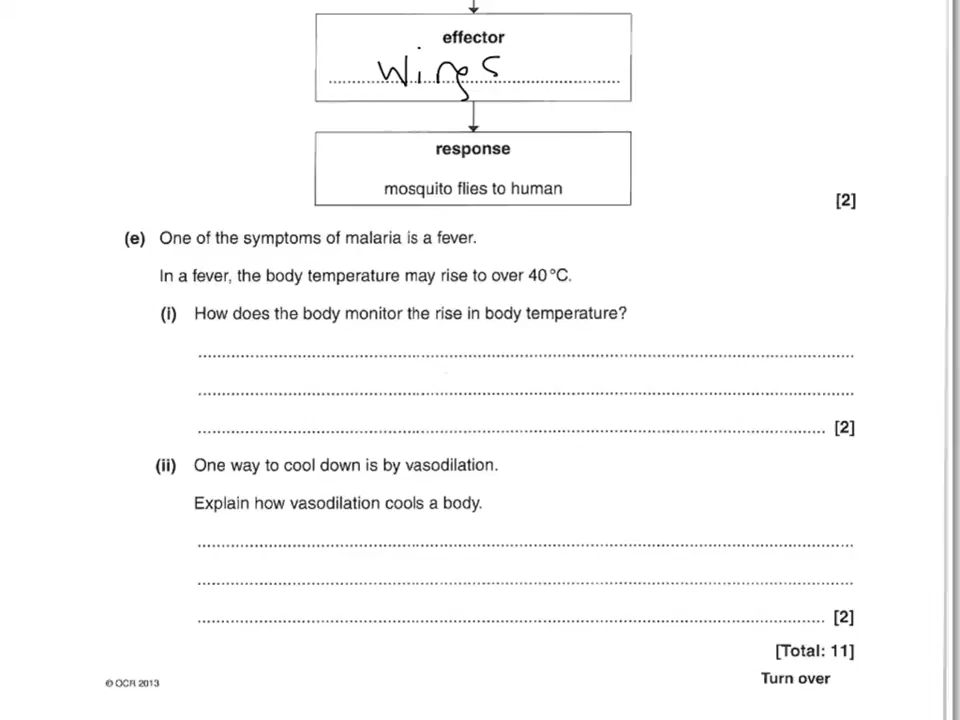 effector
wings
response
mosquito flies to human
[2]
(e) One of the symptoms of malaria is a fever.
In a fever, the body temperature may rise to over 40 °C.
(i) How does the body monitor the rise in body temperature?
[2]
(ii) One way to cool down is by vasodilation.
Explain how vasodilation cools a body.
[2]
[Total: 11]
© OCR 2013
Turn over